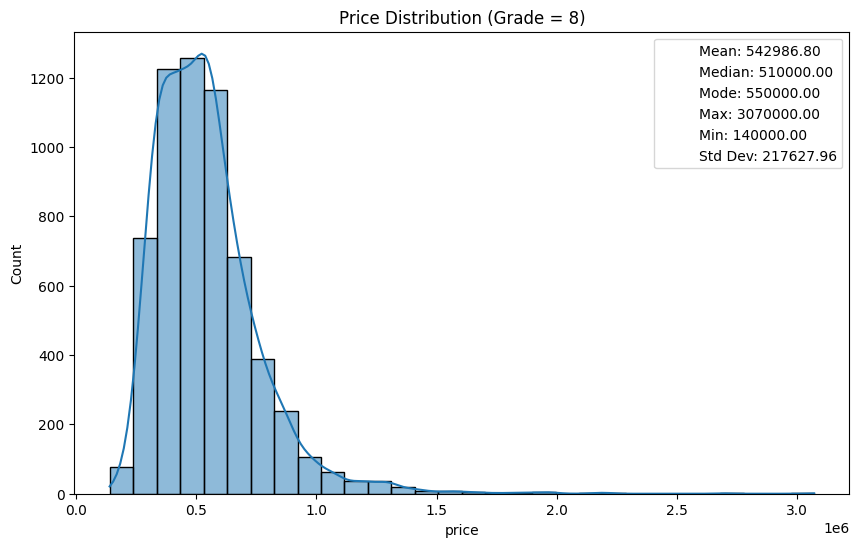 Price Distribution (Grade = 8)
Mean: 542986.80
Median: 510000.00
Mode: 550000.00
Max: 3070000.00
Min: 140000.00
Std Dev: 217627.96
Count
1200
1000
800
600
400
200
0
0.0 0.5 1.0 1.5 2.0 2.5 3.0
1e6
price